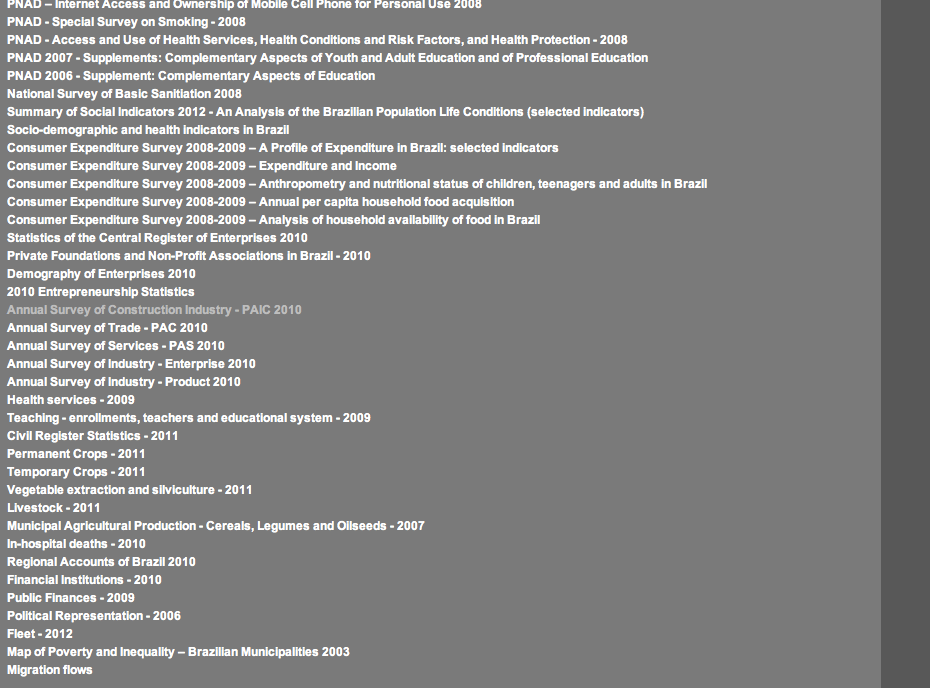 PNAD – Internet Access and Ownership of Mobile Cell Phone for Personal Use 2008
PNAD - Special Survey on Smoking - 2008
PNAD - Access and Use of Health Services, Health Conditions and Risk Factors, and Health Protection - 2008
PNAD 2007 - Supplements: Complementary Aspects of Youth and Adult Education and of Professional Education
PNAD 2006 - Supplement: Complementary Aspects of Education
National Survey of Basic Sanitiation 2008
Summary of Social Indicators 2012 - An Analysis of the Brazilian Population Life Conditions (selected indicators)
Socio-demographic and health indicators in Brazil
Consumer Expenditure Survey 2008-2009 – A Profile of Expenditure in Brazil: selected indicators
Consumer Expenditure Survey 2008-2009 – Expenditure and Income
Consumer Expenditure Survey 2008-2009 – Anthropometry and nutritional status of children, teenagers and adults in Brazil
Consumer Expenditure Survey 2008-2009 – Annual per capita household food acquisition
Consumer Expenditure Survey 2008-2009 – Analysis of household availability of food in Brazil
Statistics of the Central Register of Enterprises 2010
Private Foundations and Non-Profit Associations in Brazil - 2010
Demography of Enterprises 2010
2010 Entrepreneurship Statistics
Annual Survey of Construction Industry - PAIC 2010
Annual Survey of Trade - PAC 2010
Annual Survey of Services - PAS 2010
Annual Survey of Industry - Enterprise 2010
Annual Survey of Industry - Product 2010
Health services - 2009
Teaching - enrollments, teachers and educational system - 2009
Civil Register Statistics - 2011
Permanent Crops - 2011
Temporary Crops - 2011
Vegetable extraction and silviculture - 2011
Livestock - 2011
Municipal Agricultural Production - Cereals, Legumes and Oilseeds - 2007
In-hospital deaths - 2010
Regional Accounts of Brazil 2010
Financial Institutions - 2010
Public Finances - 2009
Political Representation - 2006
Fleet - 2012
Map of Poverty and Inequality – Brazilian Municipalities 2003
Migration flows